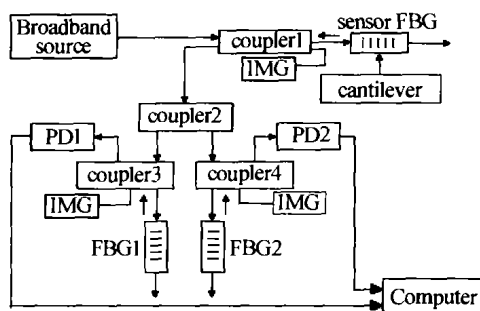 Broadband
source
coupler1
sensor FBG
IMG
cantilever
coupler2
PD1
PD2
coupler3
coupler4
IMG
IMG
FBG1
FBG2
Computer